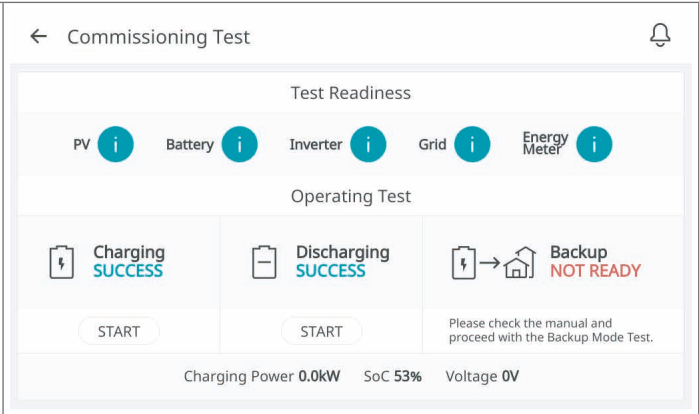 Commissioning Test
Test Readiness
PV i Battery i Inverter i Grid i Energy Meter i
Operating Test
Charging
SUCCESS
Discharging
SUCCESS
Backup
NOT READY
START
START
Please check the manual and
proceed with the Backup Mode Test.
Charging Power 0.0kW SoC 53% Voltage 0V